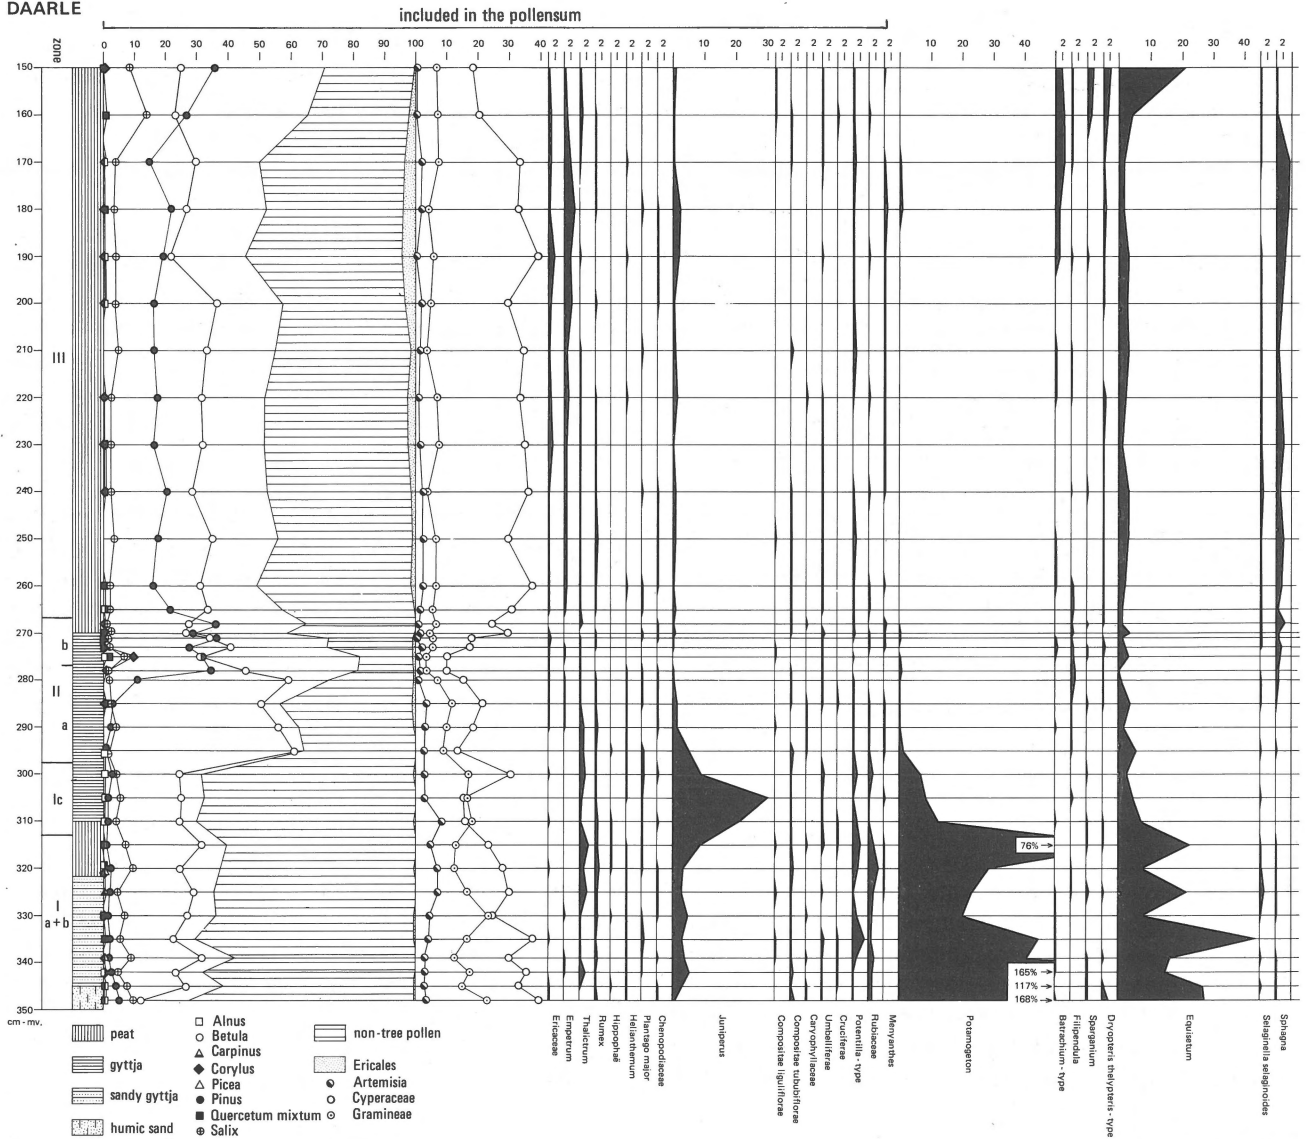 DAARLE
included in the pollensum
zone
0 10 20 30 40 50 60 70 80 90 100 10 20 30 40 2 2 2 2 2 2 2 2 10 20 30 2 2 2 2 2 2 2 2 10 20 30 40 2 2 2 2 10 20 30 40 2 2
150
160
170
180
190
200
210
220
230
240
250
260
270
280
290
300
310
320
330
340
350
III
b
II
a
Ic
I
a+b
76%
165%
117%
168%
cm - mv.
Ericaceae
Empetrum
Thalictrum
Rumex
Hippophaë
Helianthemum
Plantago major
Chenopodiaceae
Juniperus
Compositae liguliflorae
Compositae tubuliflorae
Caryophyllaceae
Umbelliferae
Cruciferae
Potentilla - type
Rubiaceae
Menyanthes
Potamogeton
Batrachium - type
Filipendula
Sparganium
Dryopteris thelypteris - type
Equisetum
Selaginella selaginoides
Sphagna
peat
gyttja
sandy gyttja
humic sand
Alnus
Betula
Carpinus
Corylus
Picea
Pinus
Quercetum mixtum
Salix
non-tree pollen
Ericales
Artemisia
Cyperaceae
Gramineae